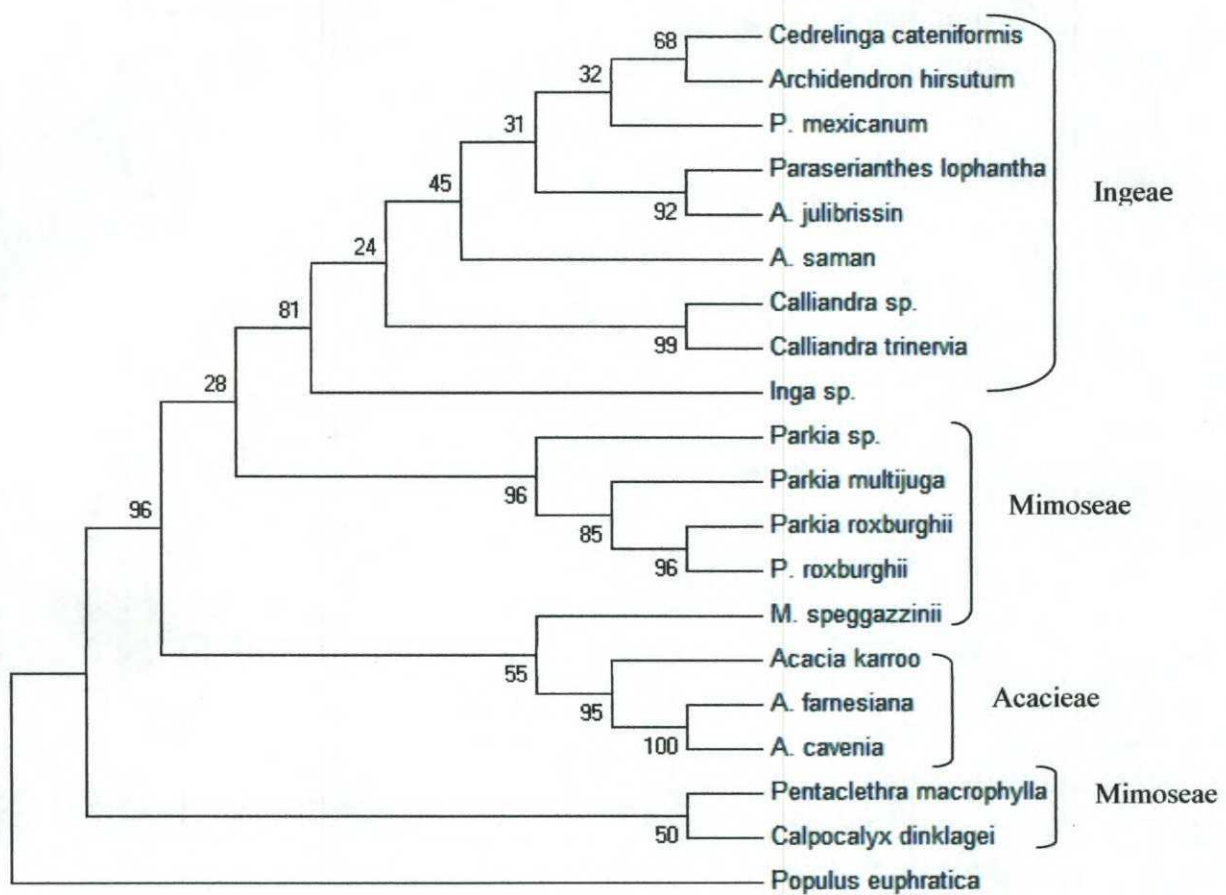 68
Cedrelinga cateniformis
Archidendron hirsutum
32
P. mexicanum
31
Paraserianthes lophantha
92
A. julibrissin
Ingeae
45
A. saman
24
Calliandra sp.
99
Calliandra trinervia
81
Inga sp.
28
Parkia sp.
96
Parkia multijuga
85
Parkia roxburghii
96
P. roxburghii
Mimoseae
96
M. speggazzinii
55
Acacia karroo
95
A. farnesiana
100
A. cavenia
Acacieae
Pentaclethra macrophylla
50
Calpocalyx dinklagei
Mimoseae
Populus euphratica